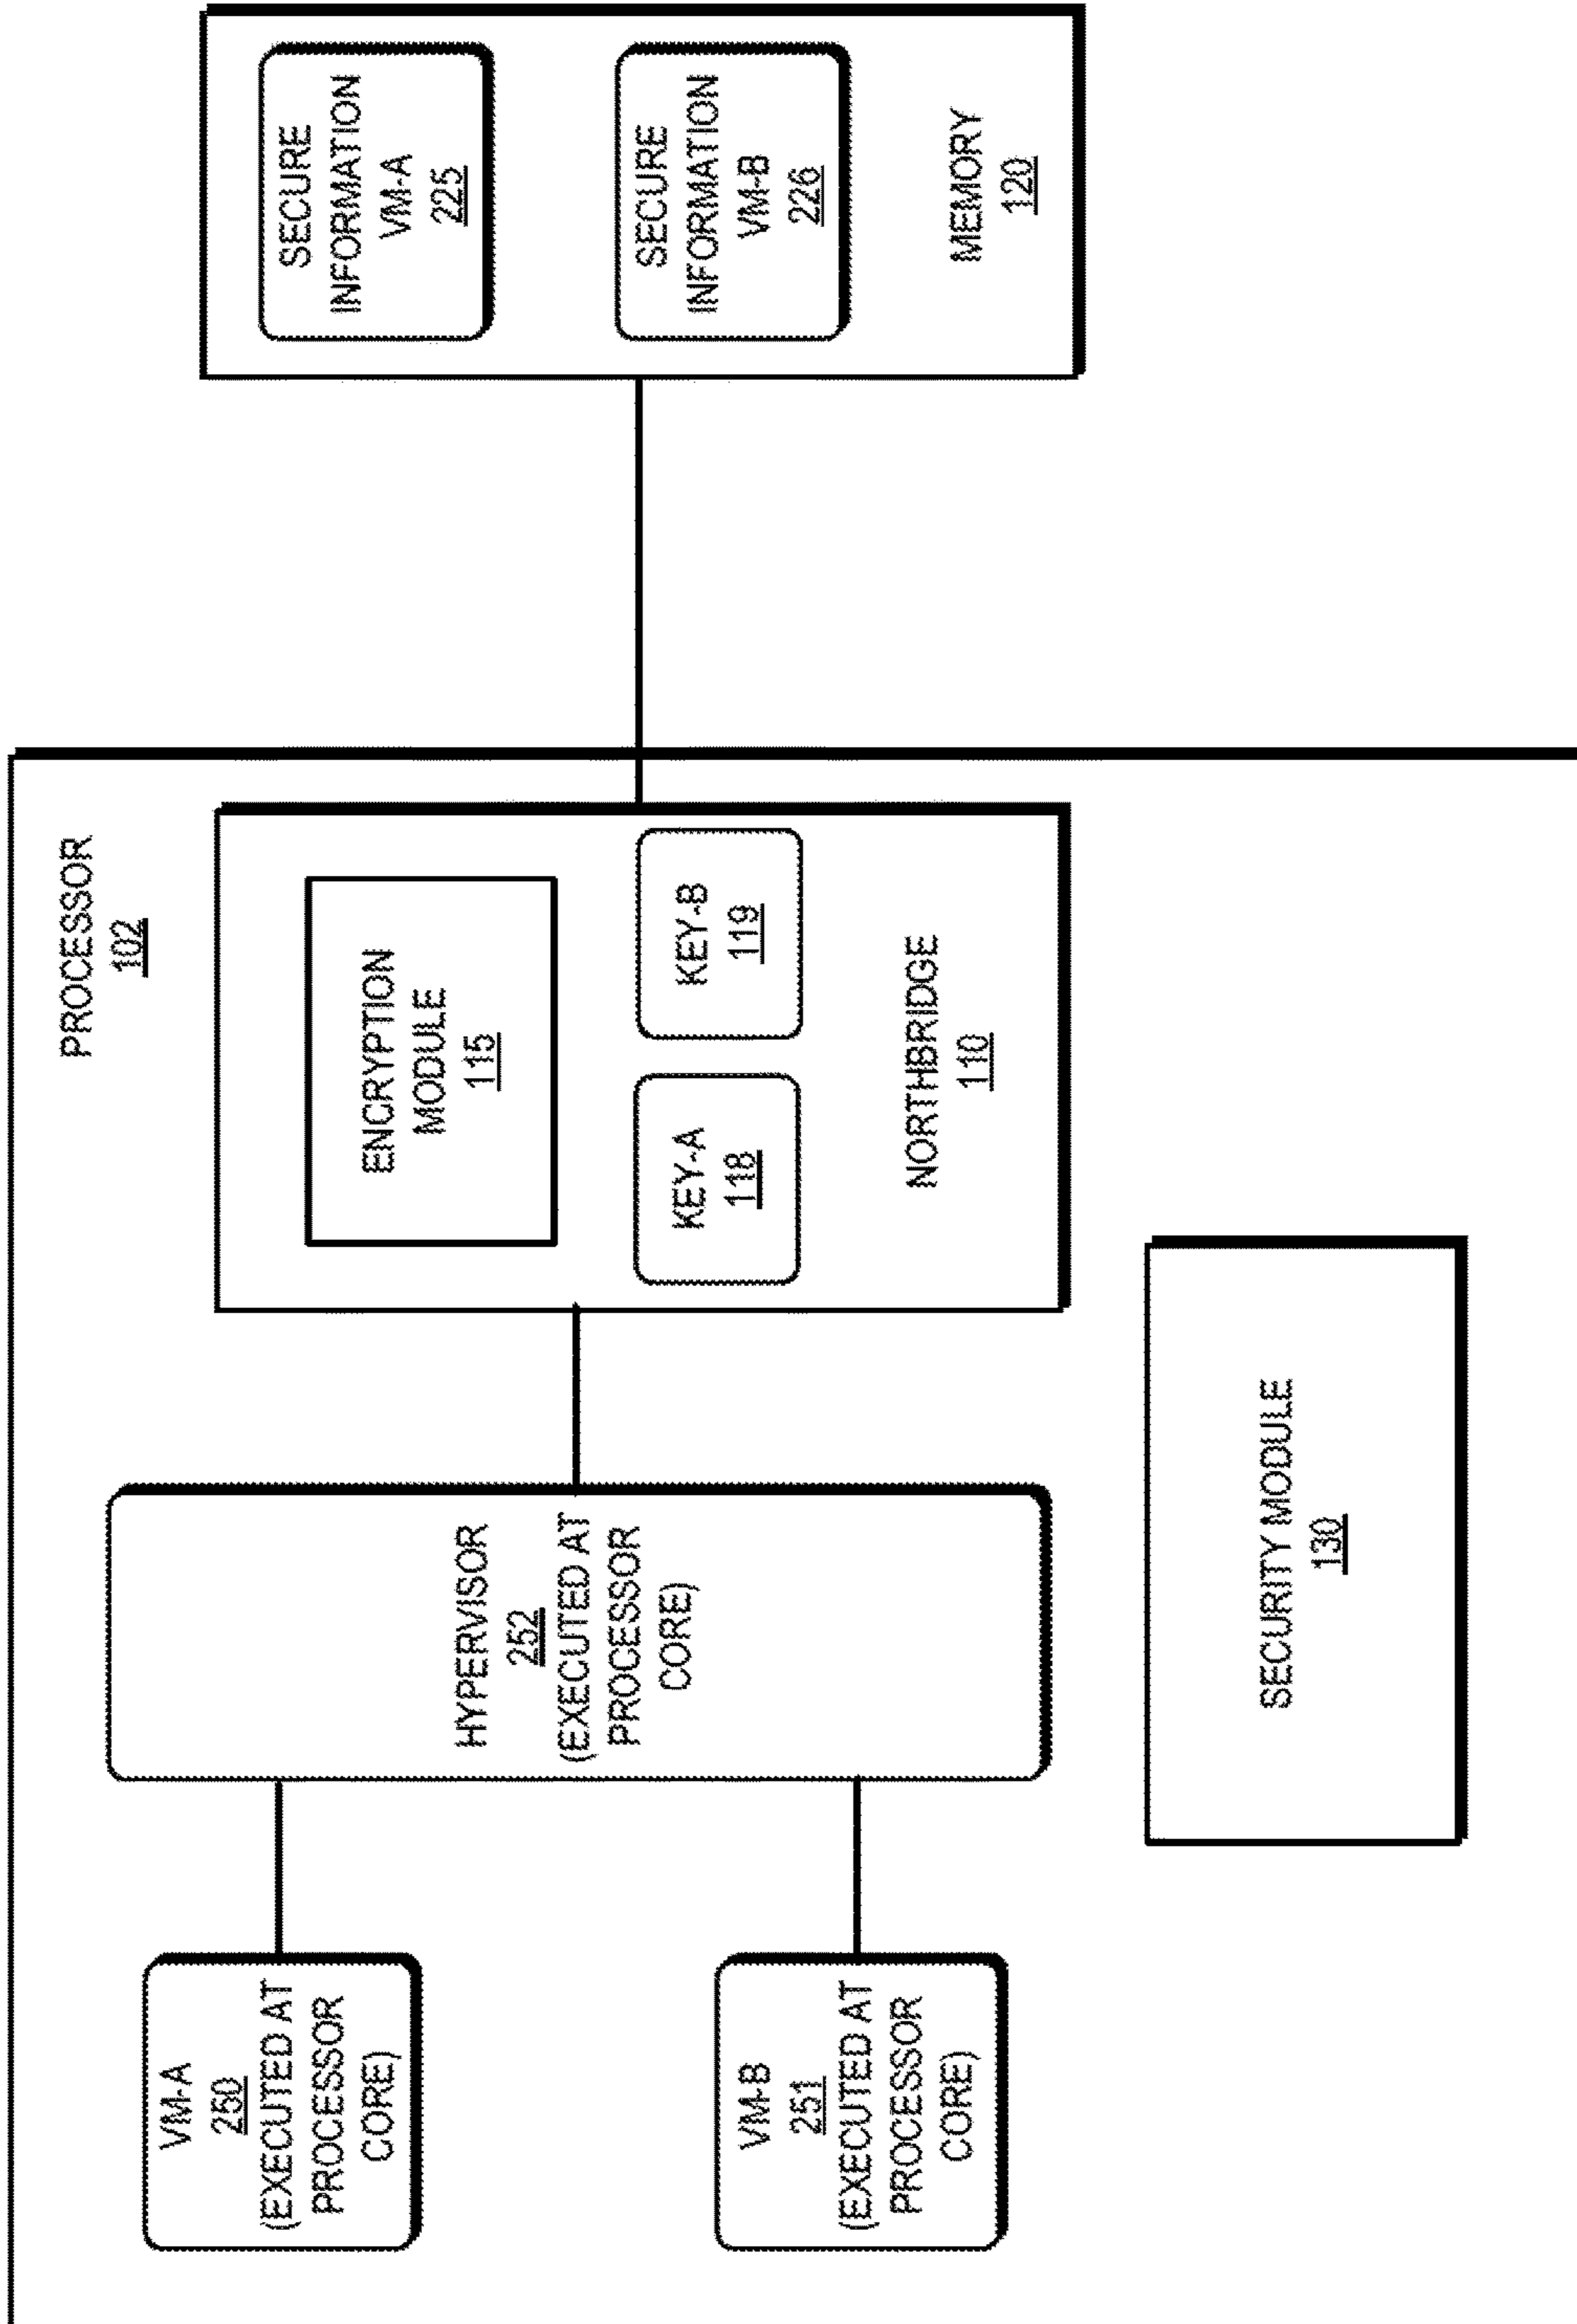 PROCESSOR
102
VM-A
250
(EXECUTED AT
PROCESSOR
CORE)
VM-B
251
(EXECUTED AT
PROCESSOR
CORE)
HYPERVISOR
252
(EXECUTED AT
PROCESSOR
CORE)
ENCRYPTION
MODULE
115
KEY-A
118
KEY-B
119
NORTHBRIDGE
110
SECURITY MODULE
130
SECURE
INFORMATION
VM-A
225
SECURE
INFORMATION
VM-B
226
MEMORY
120